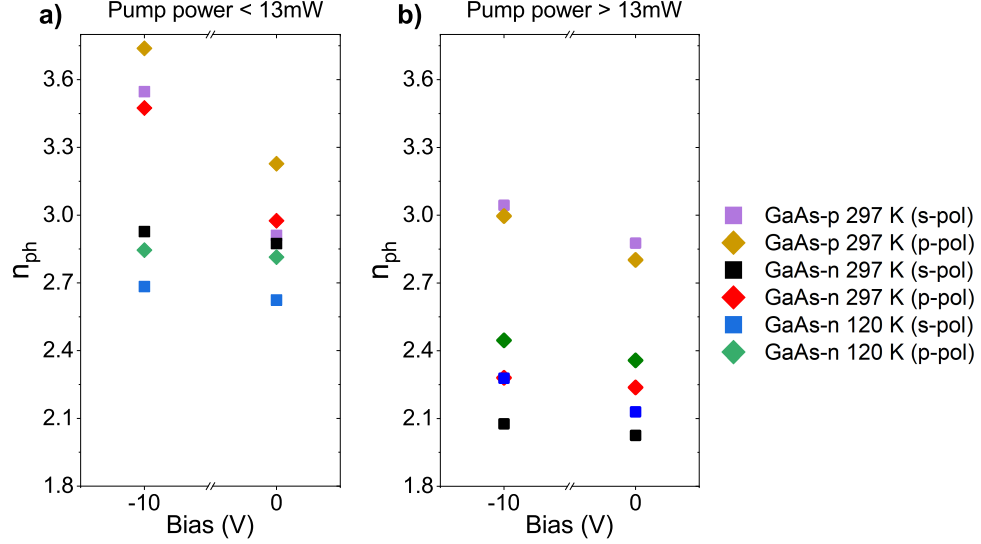 a)
Pump power < 13mW
3.6
3.3
3.0
2.7
2.4
2.1
1.8
n_ph
-10
0
Bias (V)
b)
Pump power > 13mW
3.6
3.3
3.0
2.7
2.4
2.1
1.8
n_ph
-10
0
Bias (V)
GaAs-p 297 K (s-pol)
GaAs-p 297 K (p-pol)
GaAs-n 297 K (s-pol)
GaAs-n 297 K (p-pol)
GaAs-n 120 K (s-pol)
GaAs-n 120 K (p-pol)